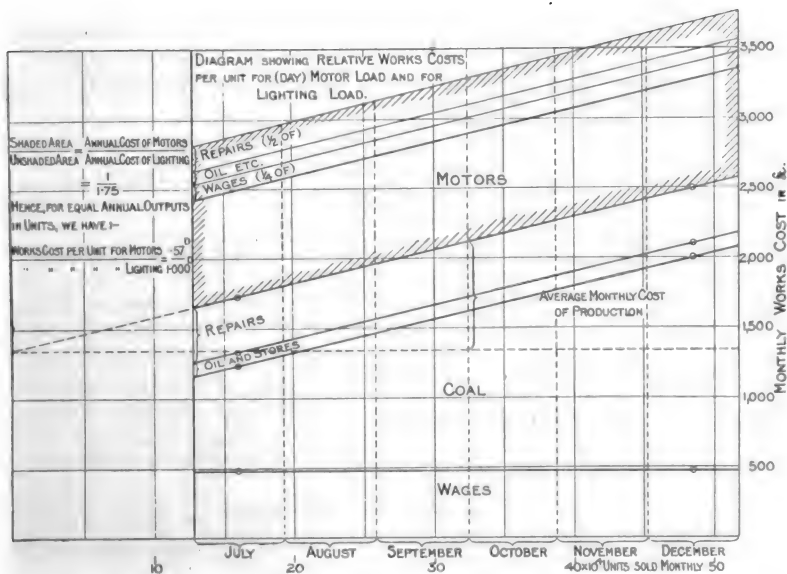 DIAGRAM SHOWING RELATIVE WORKS COSTS
PER UNIT FOR (DAY) MOTOR LOAD AND FOR
LIGHTING LOAD.
SHADED AREA = ANNUAL COST OF MOTORS
UNSHADED AREA ANNUAL COST OF LIGHTING
= 1
1·75
HENCE, FOR EQUAL ANNUAL OUTPUTS
IN UNITS, WE HAVE :-
WORKS COST PER UNIT FOR MOTORS = ·57D
" " " " LIGHTING 1·000D
REPAIRS (1/2 OF)
OIL ETC.
WAGES (1/4 OF)
MOTORS
REPAIRS
OIL AND STORES
AVERAGE MONTHLY COST
OF PRODUCTION
COAL
WAGES
3,500
3,000
2,500
2,000
1,500
1,000
500
MONTHLY WORKS COST IN £.
JULY AUGUST SEPTEMBER OCTOBER NOVEMBER DECEMBER
10 20 30 40×10⁴ UNITS SOLD MONTHLY 50